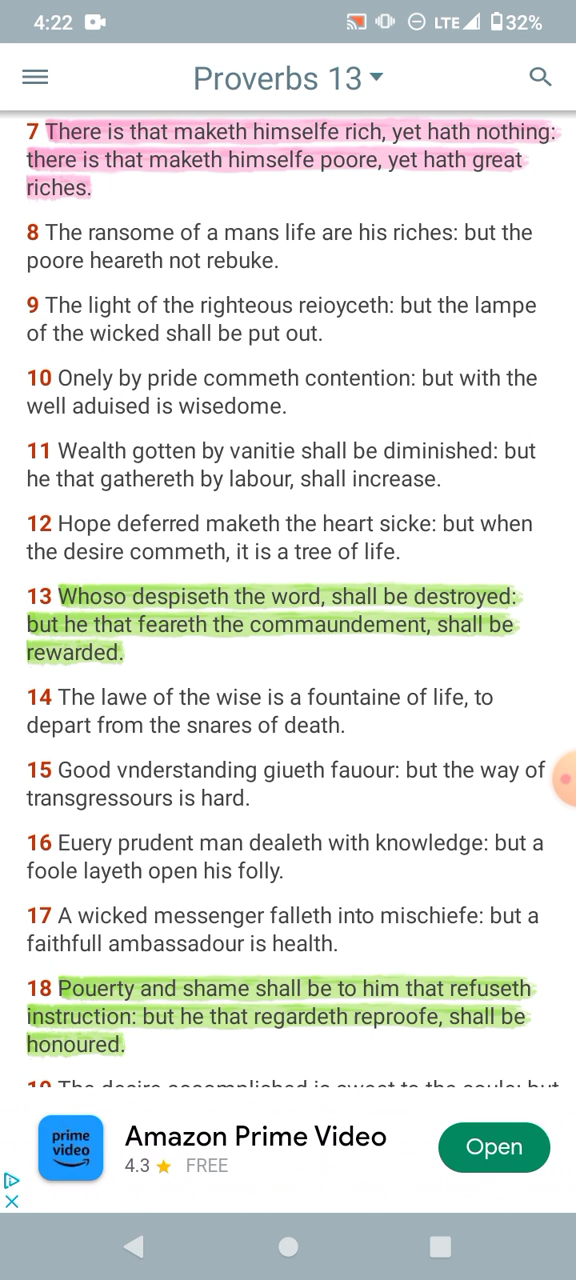 4:22 LTE 32%
Proverbs 13
7 There is that maketh himselfe rich, yet hath nothing:
there is that maketh himselfe poore, yet hath great
riches.
8 The ransome of a mans life are his riches: but the
poore heareth not rebuke.
9 The light of the righteous reioyceth: but the lampe
of the wicked shall be put out.
10 Onely by pride commeth contention: but with the
well aduised is wisedome.
11 Wealth gotten by vanitie shall be diminished: but
he that gathereth by labour, shall increase.
12 Hope deferred maketh the heart sicke: but when
the desire commeth, it is a tree of life.
13 Whoso despiseth the word, shall be destroyed:
but he that feareth the commaundement, shall be
rewarded.
14 The lawe of the wise is a fountaine of life, to
depart from the snares of death.
15 Good vnderstanding giueth fauour: but the way of
transgressours is hard.
16 Euery prudent man dealeth with knowledge: but a
foole layeth open his folly.
17 A wicked messenger falleth into mischiefe: but a
faithfull ambassadour is health.
18 Pouerty and shame shall be to him that refuseth
instruction: but he that regardeth reproofe, shall be
honoured.
19 The desire accomplished is sweet to the soule: but
prime
video
Amazon Prime Video
4.3 FREE
Open